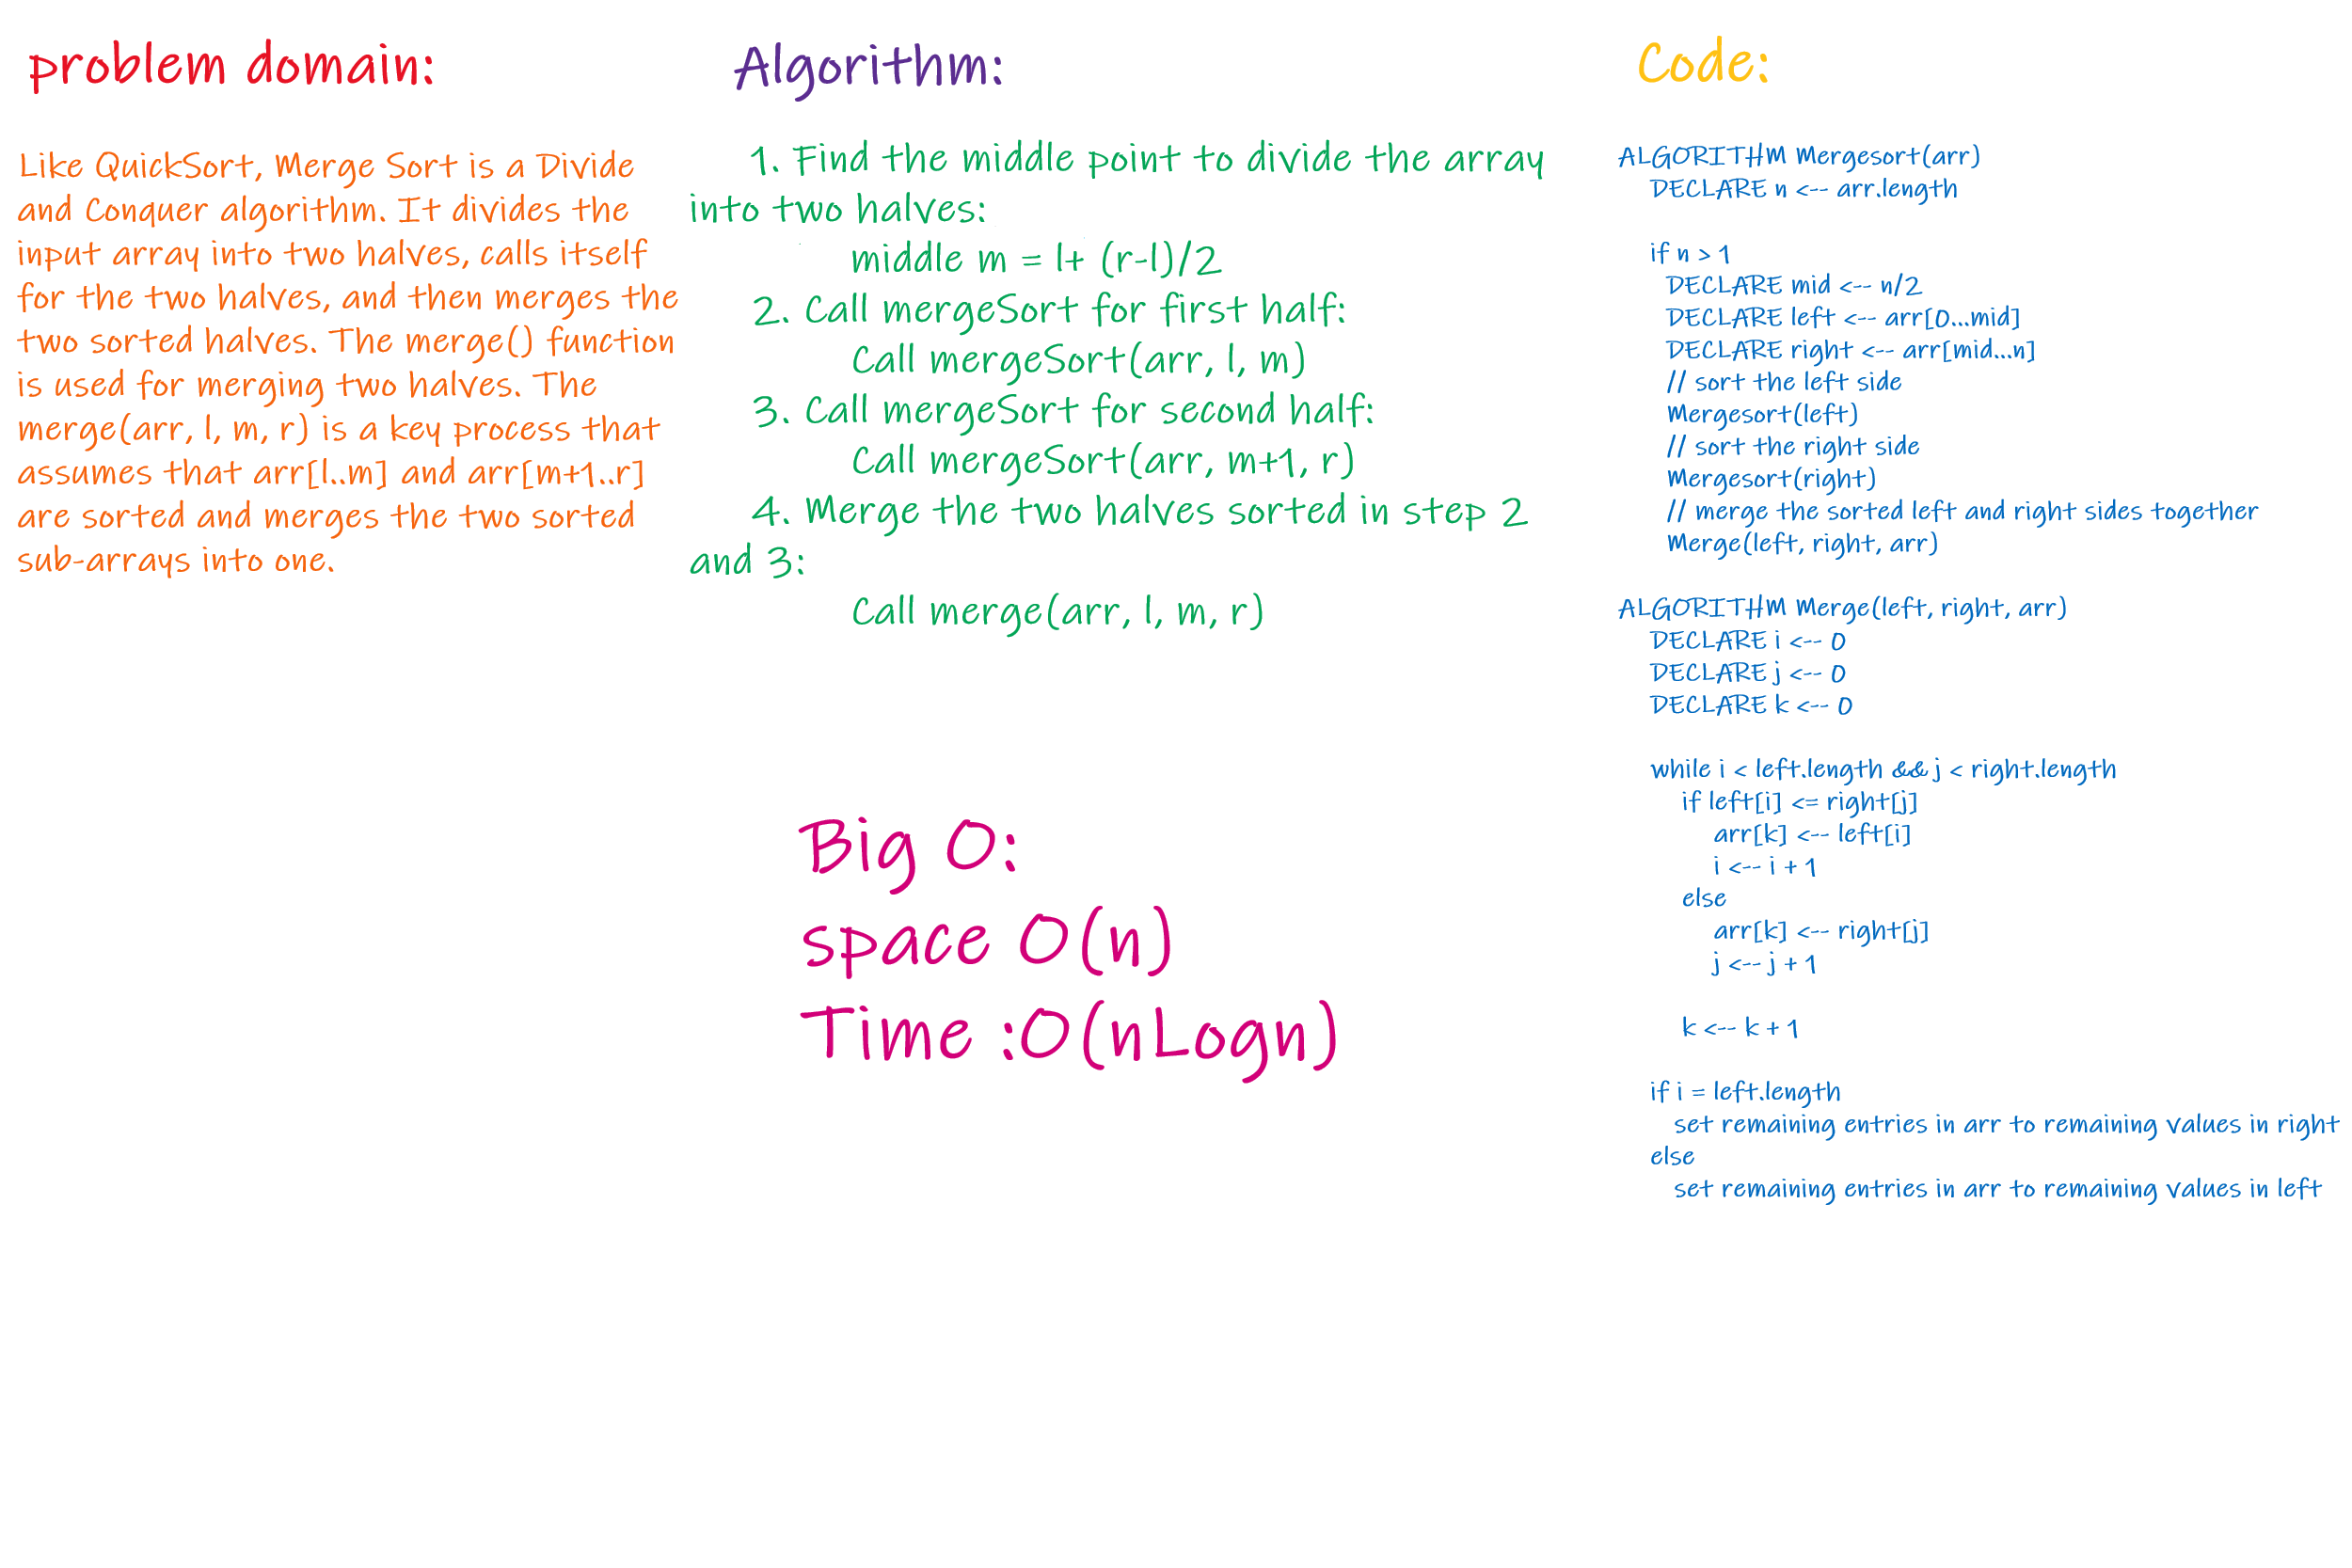 problem domain:
Like QuickSort, Merge Sort is a Divide
and Conquer algorithm. It divides the
input array into two halves, calls itself
for the two halves, and then merges the
two sorted halves. The merge() function
is used for merging two halves. The
merge(arr, l, m, r) is a key process that
assumes that arr[l..m] and arr[m+1..r]
are sorted and merges the two sorted
sub-arrays into one.
Algorithm:
1. Find the middle point to divide the array
into two halves:
middle m = l+ (r-l)/2
2. Call mergeSort for first half:
Call mergeSort(arr, l, m)
3. Call mergeSort for second half:
Call mergeSort(arr, m+1, r)
4. Merge the two halves sorted in step 2
and 3:
Call merge(arr, l, m, r)
Big O:
space O(n)
Time :O(nLogn)
Code:
ALGORITHM Mergesort(arr)
DECLARE n <-- arr.length
if n > 1
DECLARE mid <-- n/2
DECLARE left <-- arr[0...mid]
DECLARE right <-- arr[mid...n]
// sort the left side
Mergesort(left)
// sort the right side
Mergesort(right)
// merge the sorted left and right sides together
Merge(left, right, arr)
ALGORITHM Merge(left, right, arr)
DECLARE i <-- 0
DECLARE j <-- 0
DECLARE k <-- 0
while i < left.length && j < right.length
if left[i] <= right[j]
arr[k] <-- left[i]
i <-- i + 1
else
arr[k] <-- right[j]
j <-- j + 1
k <-- k + 1
if i = left.length
set remaining entries in arr to remaining values in right
else
set remaining entries in arr to remaining values in left